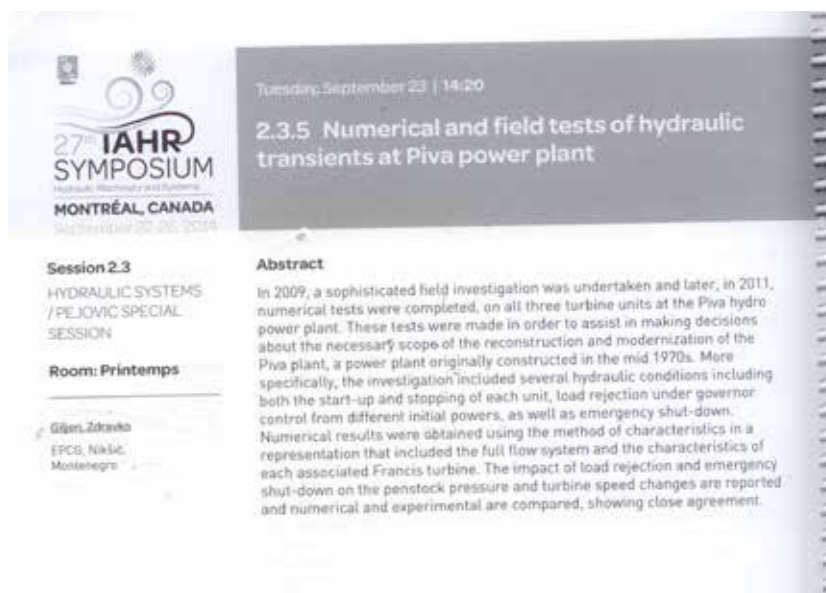 Tuesday, September 23 | 14:20
2.3.5 Numerical and field tests of hydraulic
transients at Piva power plant
27th IAHR
SYMPOSIUM
Hydraulic Machinery and Systems
MONTRÉAL, CANADA
September 22-26, 2014
Session 2.3
HYDRAULIC SYSTEMS
/ PEJOVIC SPECIAL
SESSION
Room: Printemps
Giljen, Zdravko
EPCG, Nikšić,
Montenegro
Abstract
In 2009, a sophisticated field investigation was undertaken and later, in 2011,
numerical tests were completed, on all three turbine units at the Piva hydro
power plant. These tests were made in order to assist in making decisions
about the necessary scope of the reconstruction and modernization of the
Piva plant, a power plant originally constructed in the mid 1970s. More
specifically, the investigation included several hydraulic conditions including
both the start-up and stopping of each unit, load rejection under governor
control from different initial powers, as well as emergency shut-down.
Numerical results were obtained using the method of characteristics in a
representation that included the full flow system and the characteristics of
each associated Francis turbine. The impact of load rejection and emergency
shut-down on the penstock pressure and turbine speed changes are reported
and numerical and experimental are compared, showing close agreement.